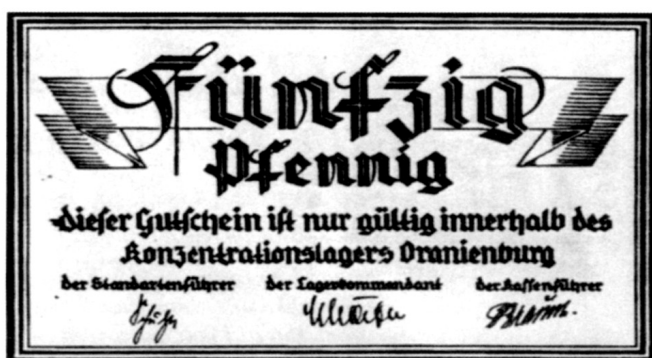 Fünfzig
Pfennig
dieser Gutschein ist nur gültig innerhalb des
Konzentrationslagers Oranienburg
der Standartenführer der Lagerkommandant der Kassenführer